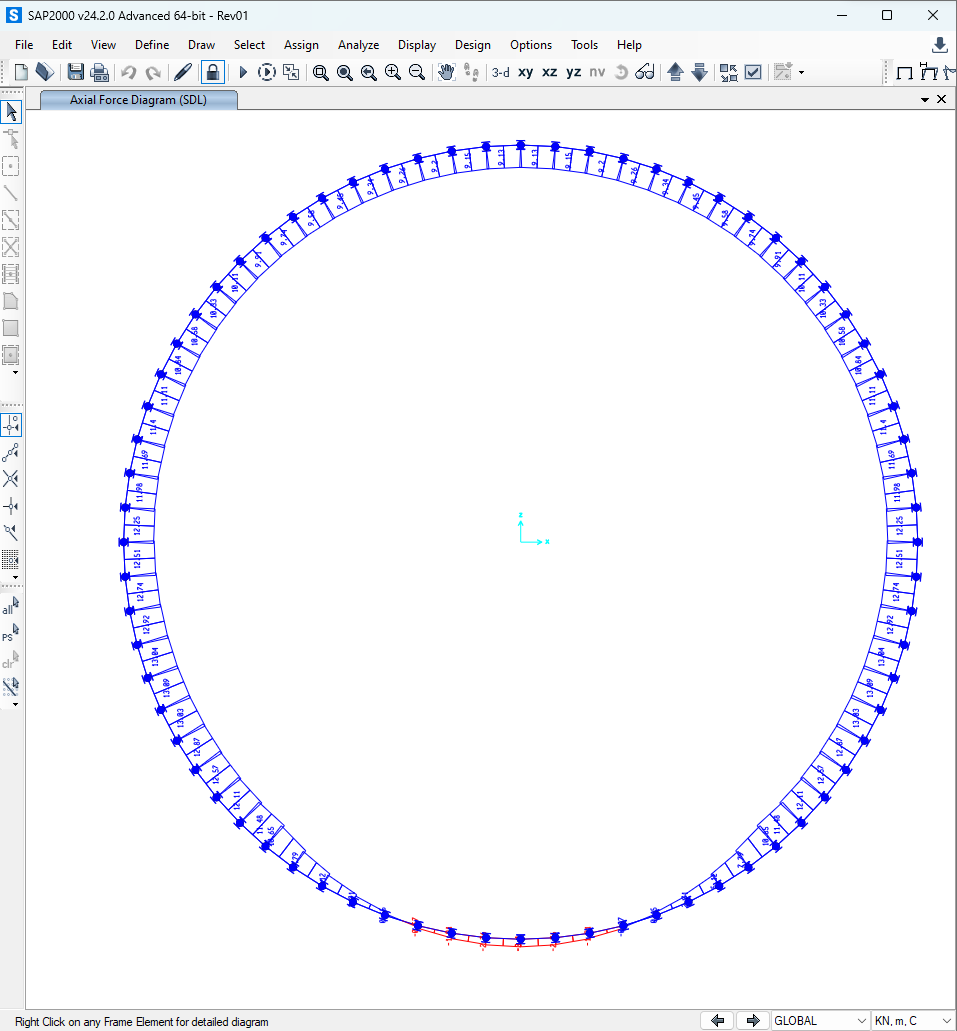 SAP2000 v24.2.0 Advanced 64-bit - Rev01
File Edit View Define Draw Select Assign Analyze Display Design Options Tools Help
3-d xy xz yz nv
Axial Force Diagram (SDL)
9.2 9.15 9.13 9.13 9.15 9.2
9.34 9.34
9.45 9.45
9.58 9.58
9.74 9.74
9.91 9.91
10.11 10.11
10.33 10.33
10.58 10.58
10.84 10.84
11.11 11.11
11.4 11.4
11.69 11.69
11.98 11.98
12.25 12.25
z
x
12.51 12.51
12.74 12.74
12.92 12.92
13.04 13.04
13.09 13.09
13.03 13.03
12.87 12.87
12.57 12.57
12.11 12.11
11.48 11.48
all
PS
clr
Right Click on any Frame Element for detailed diagram
GLOBAL
KN, m, C